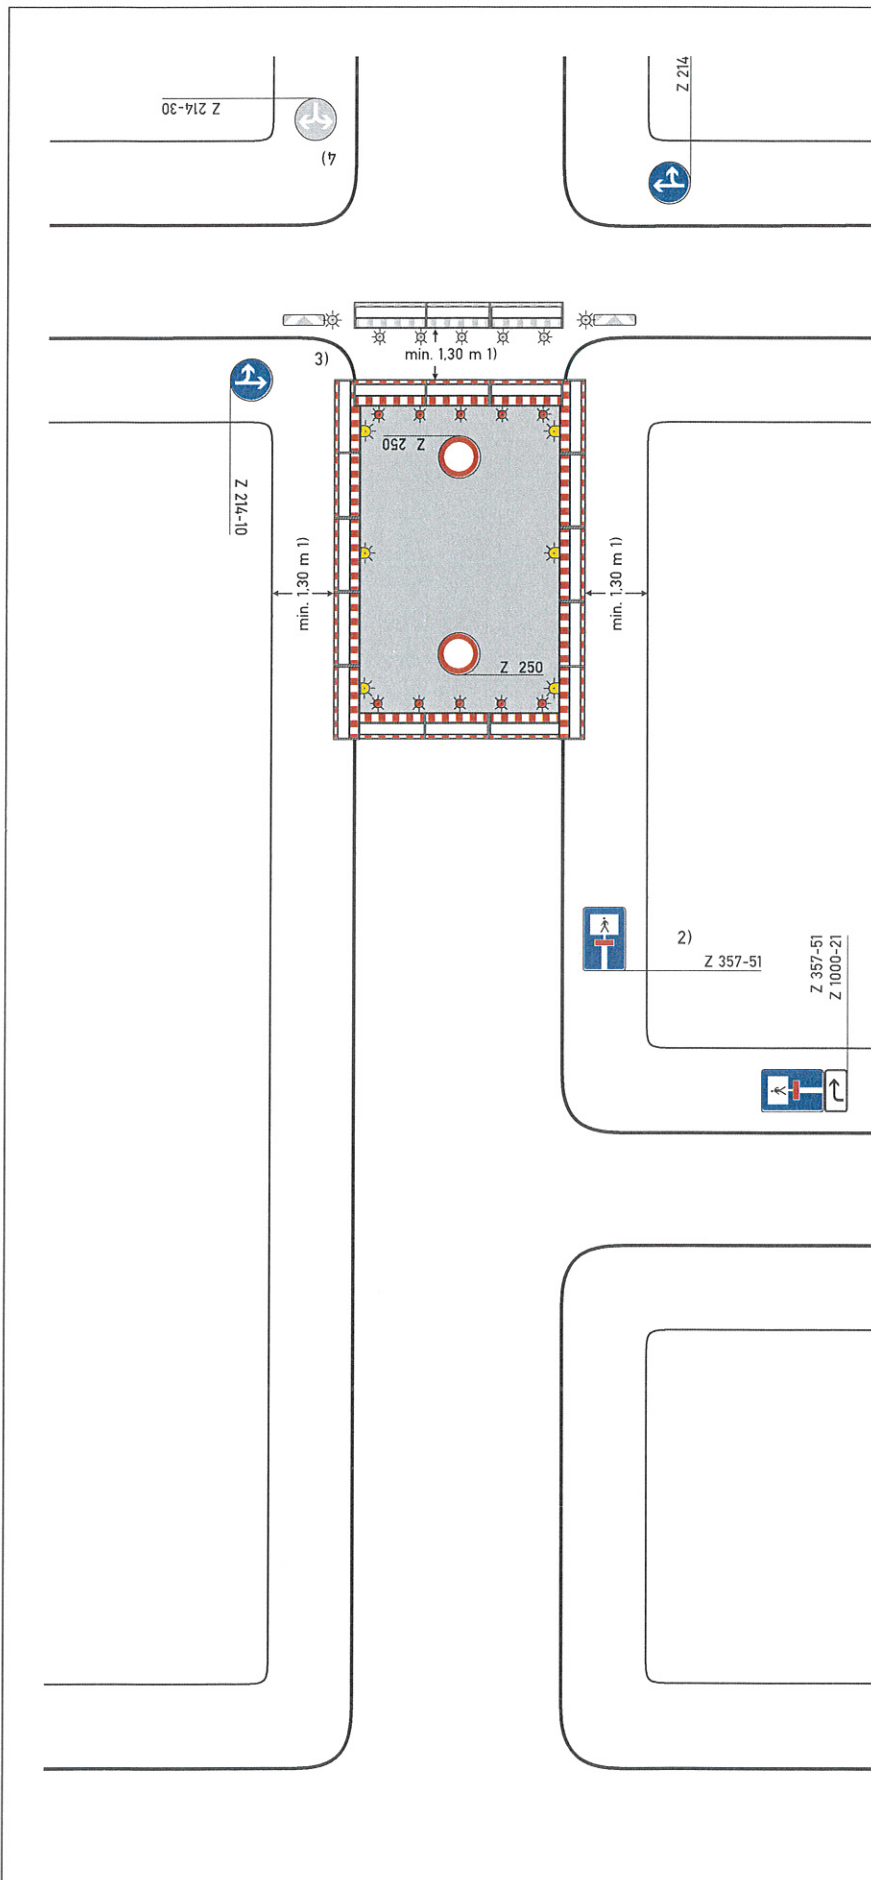 Z 214-30
4)
Z 214
3)
min. 1,30 m 1)
Z 250
Z 214-10
min. 1,30 m 1)
min. 1,30 m 1)
Z 250
2)
Z 357-51
Z 357-51
Z 1000-21